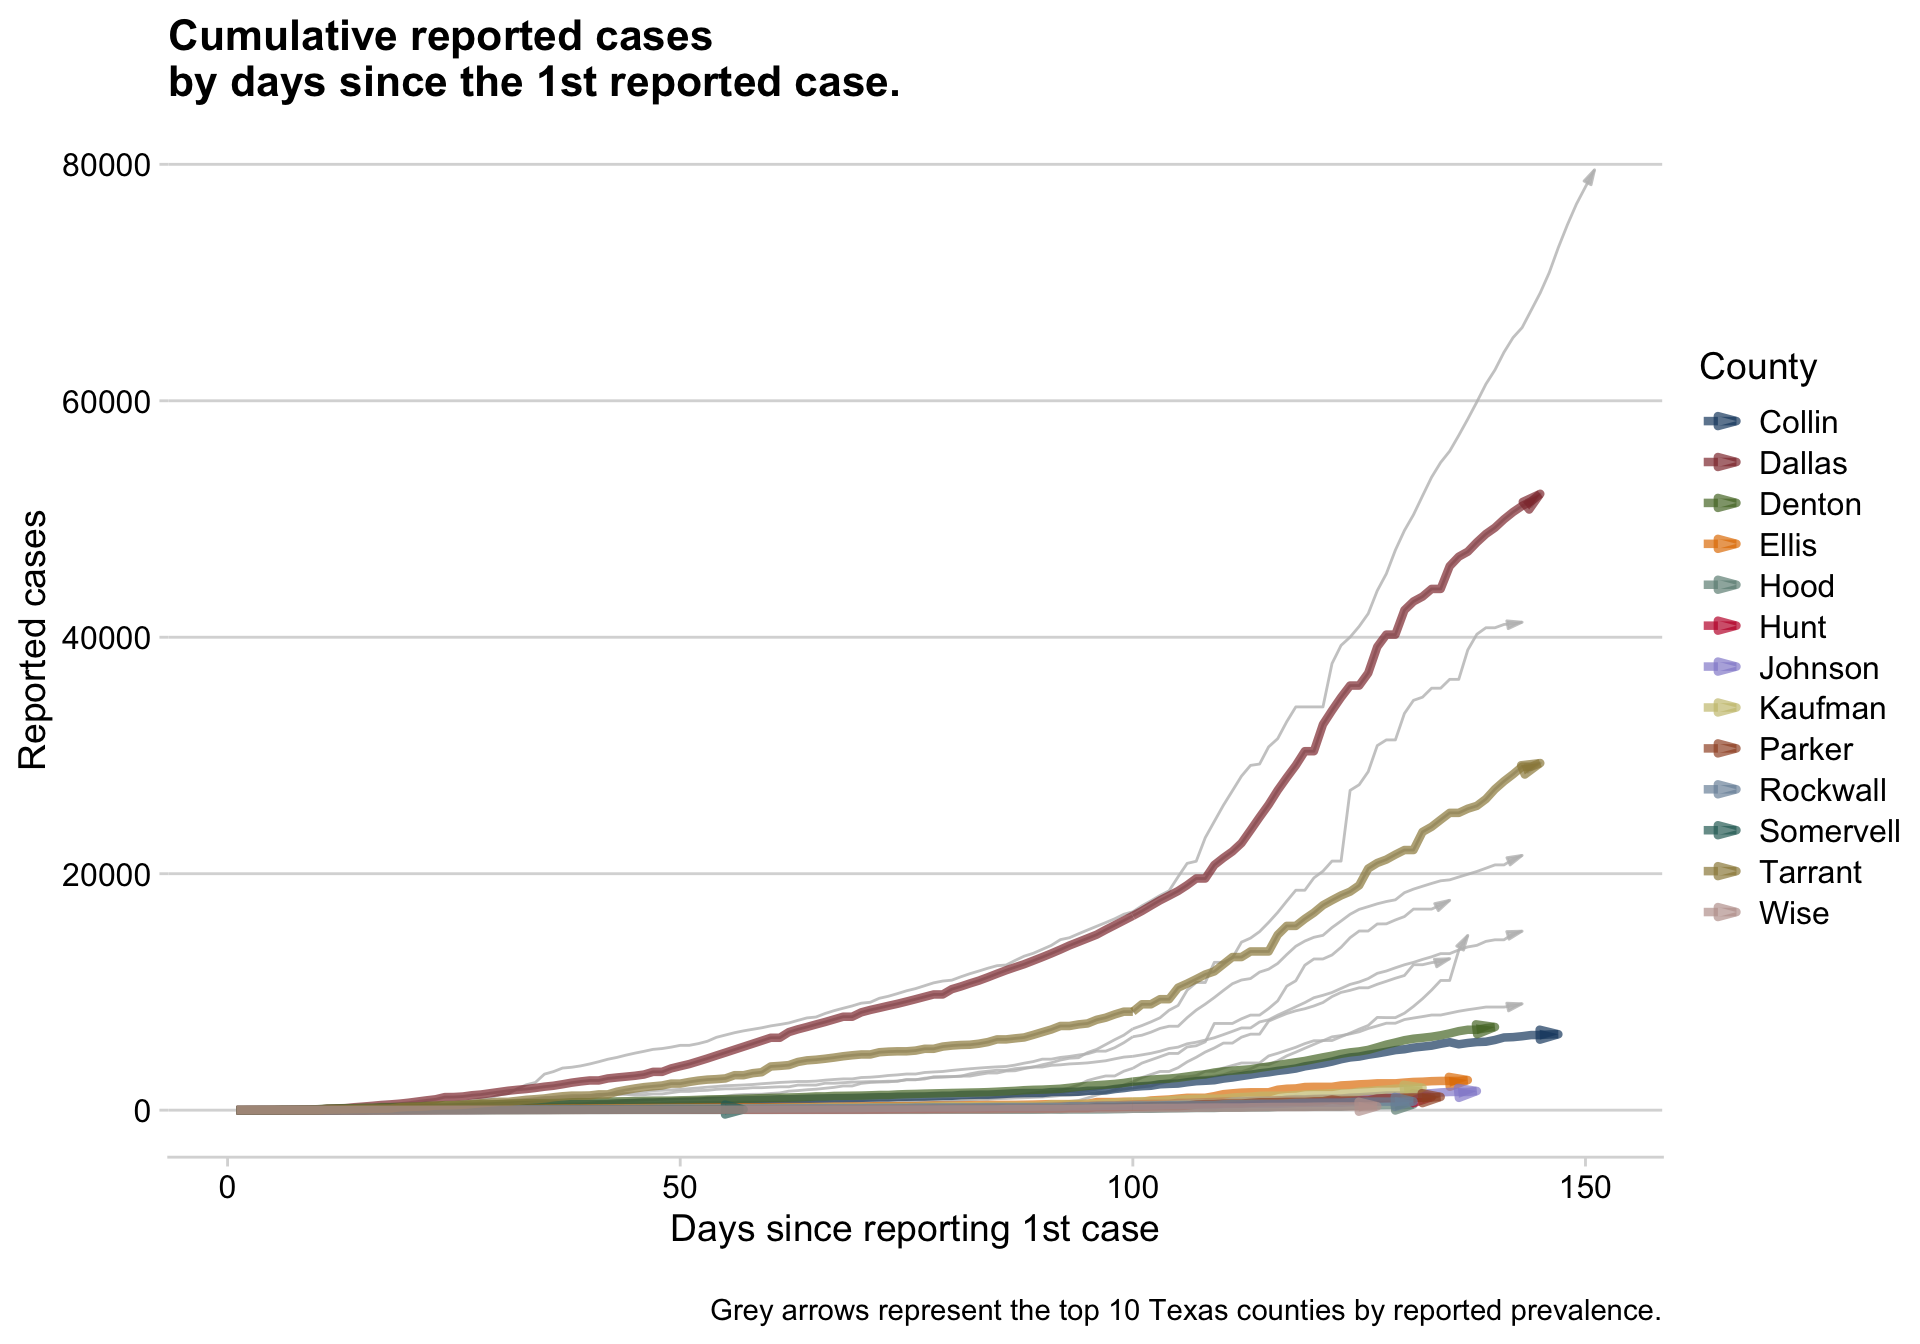 Cumulative reported cases
by days since the 1st reported case.
80000
60000
40000
20000
0
Reported cases
0 50 100 150
Days since reporting 1st case
County
Collin
Dallas
Denton
Ellis
Hood
Hunt
Johnson
Kaufman
Parker
Rockwall
Somervell
Tarrant
Wise
Grey arrows represent the top 10 Texas counties by reported prevalence.